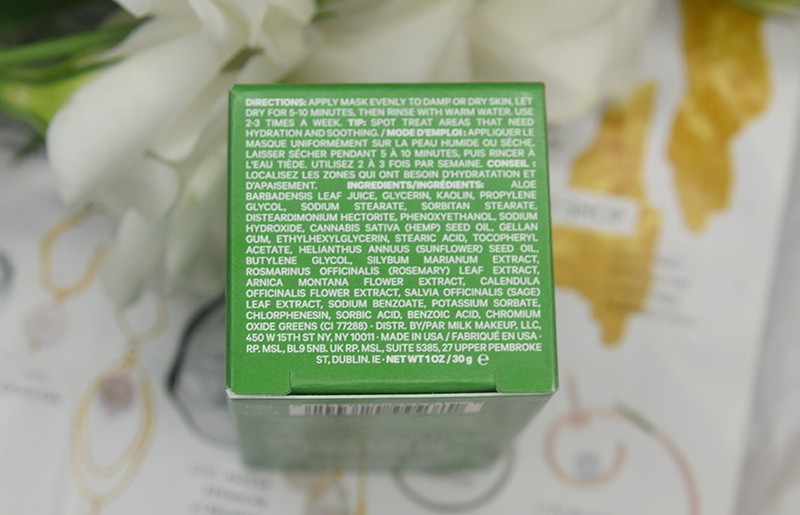 DIRECTIONS: APPLY MASK EVENLY TO DAMP OR DRY SKIN, LET
DRY FOR 5-10 MINUTES, THEN RINSE WITH WARM WATER. USE
2-3 TIMES A WEEK. TIP: SPOT TREAT AREAS THAT NEED
HYDRATION AND SOOTHING. / MODE D'EMPLOI : APPLIQUER LE
MASQUE UNIFORMÉMENT SUR LA PEAU HUMIDE OU SÈCHE,
LAISSER SÉCHER PENDANT 5 À 10 MINUTES, PUIS RINCER À
L'EAU TIÈDE. UTILISEZ 2 À 3 FOIS PAR SEMAINE. CONSEIL :
LOCALISEZ LES ZONES QUI ONT BESOIN D'HYDRATATION ET
D'APAISEMENT. INGREDIENTS/INGRÉDIENTS: ALOE
BARBADENSIS LEAF JUICE, GLYCERIN, KAOLIN, PROPYLENE
GLYCOL, SODIUM STEARATE, SORBITAN STEARATE,
DISTEARDIMONIUM HECTORITE, PHENOXYETHANOL, SODIUM
HYDROXIDE, CANNABIS SATIVA (HEMP) SEED OIL, GELLAN
GUM, ETHYLHEXYLGLYCERIN, STEARIC ACID, TOCOPHERYL
ACETATE, HELIANTHUS ANNUUS (SUNFLOWER) SEED OIL,
BUTYLENE GLYCOL, SILYBUM MARIANUM EXTRACT,
ROSMARINUS OFFICINALIS (ROSEMARY) LEAF EXTRACT,
ARNICA MONTANA FLOWER EXTRACT, CALENDULA
OFFICINALIS FLOWER EXTRACT, SALVIA OFFICINALIS (SAGE)
LEAF EXTRACT, SODIUM BENZOATE, POTASSIUM SORBATE,
CHLORPHENESIN, SORBIC ACID, BENZOIC ACID, CHROMIUM
OXIDE GREENS (CI 77288) · DISTR. BY/PAR MILK MAKEUP, LLC,
450 W 15TH ST NY, NY 10011 · MADE IN USA / FABRIQUÉ EN USA ·
RP. MSL, BL9 5NB. UK RP. MSL, SUITE 5385, 27 UPPER PEMBROKE
ST, DUBLIN. IE · NET WT 1 OZ / 30 g ℮